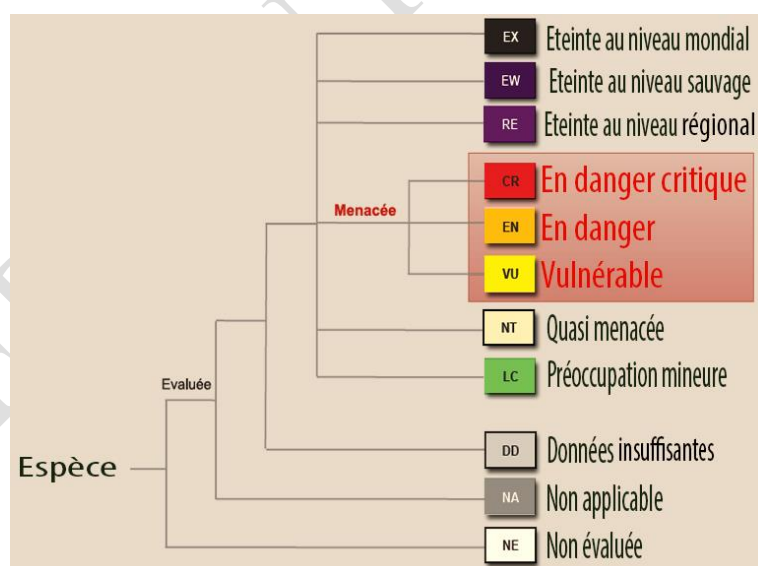 EX Eteinte au niveau mondial
EW Eteinte au niveau sauvage
RE Eteinte au niveau régional
CR En danger critique
Menacée
EN En danger
VU Vulnérable
NT Quasi menacée
LC Préoccupation mineure
Evaluée
DD Données insuffisantes
Espèce
NA Non applicable
NE Non évaluée